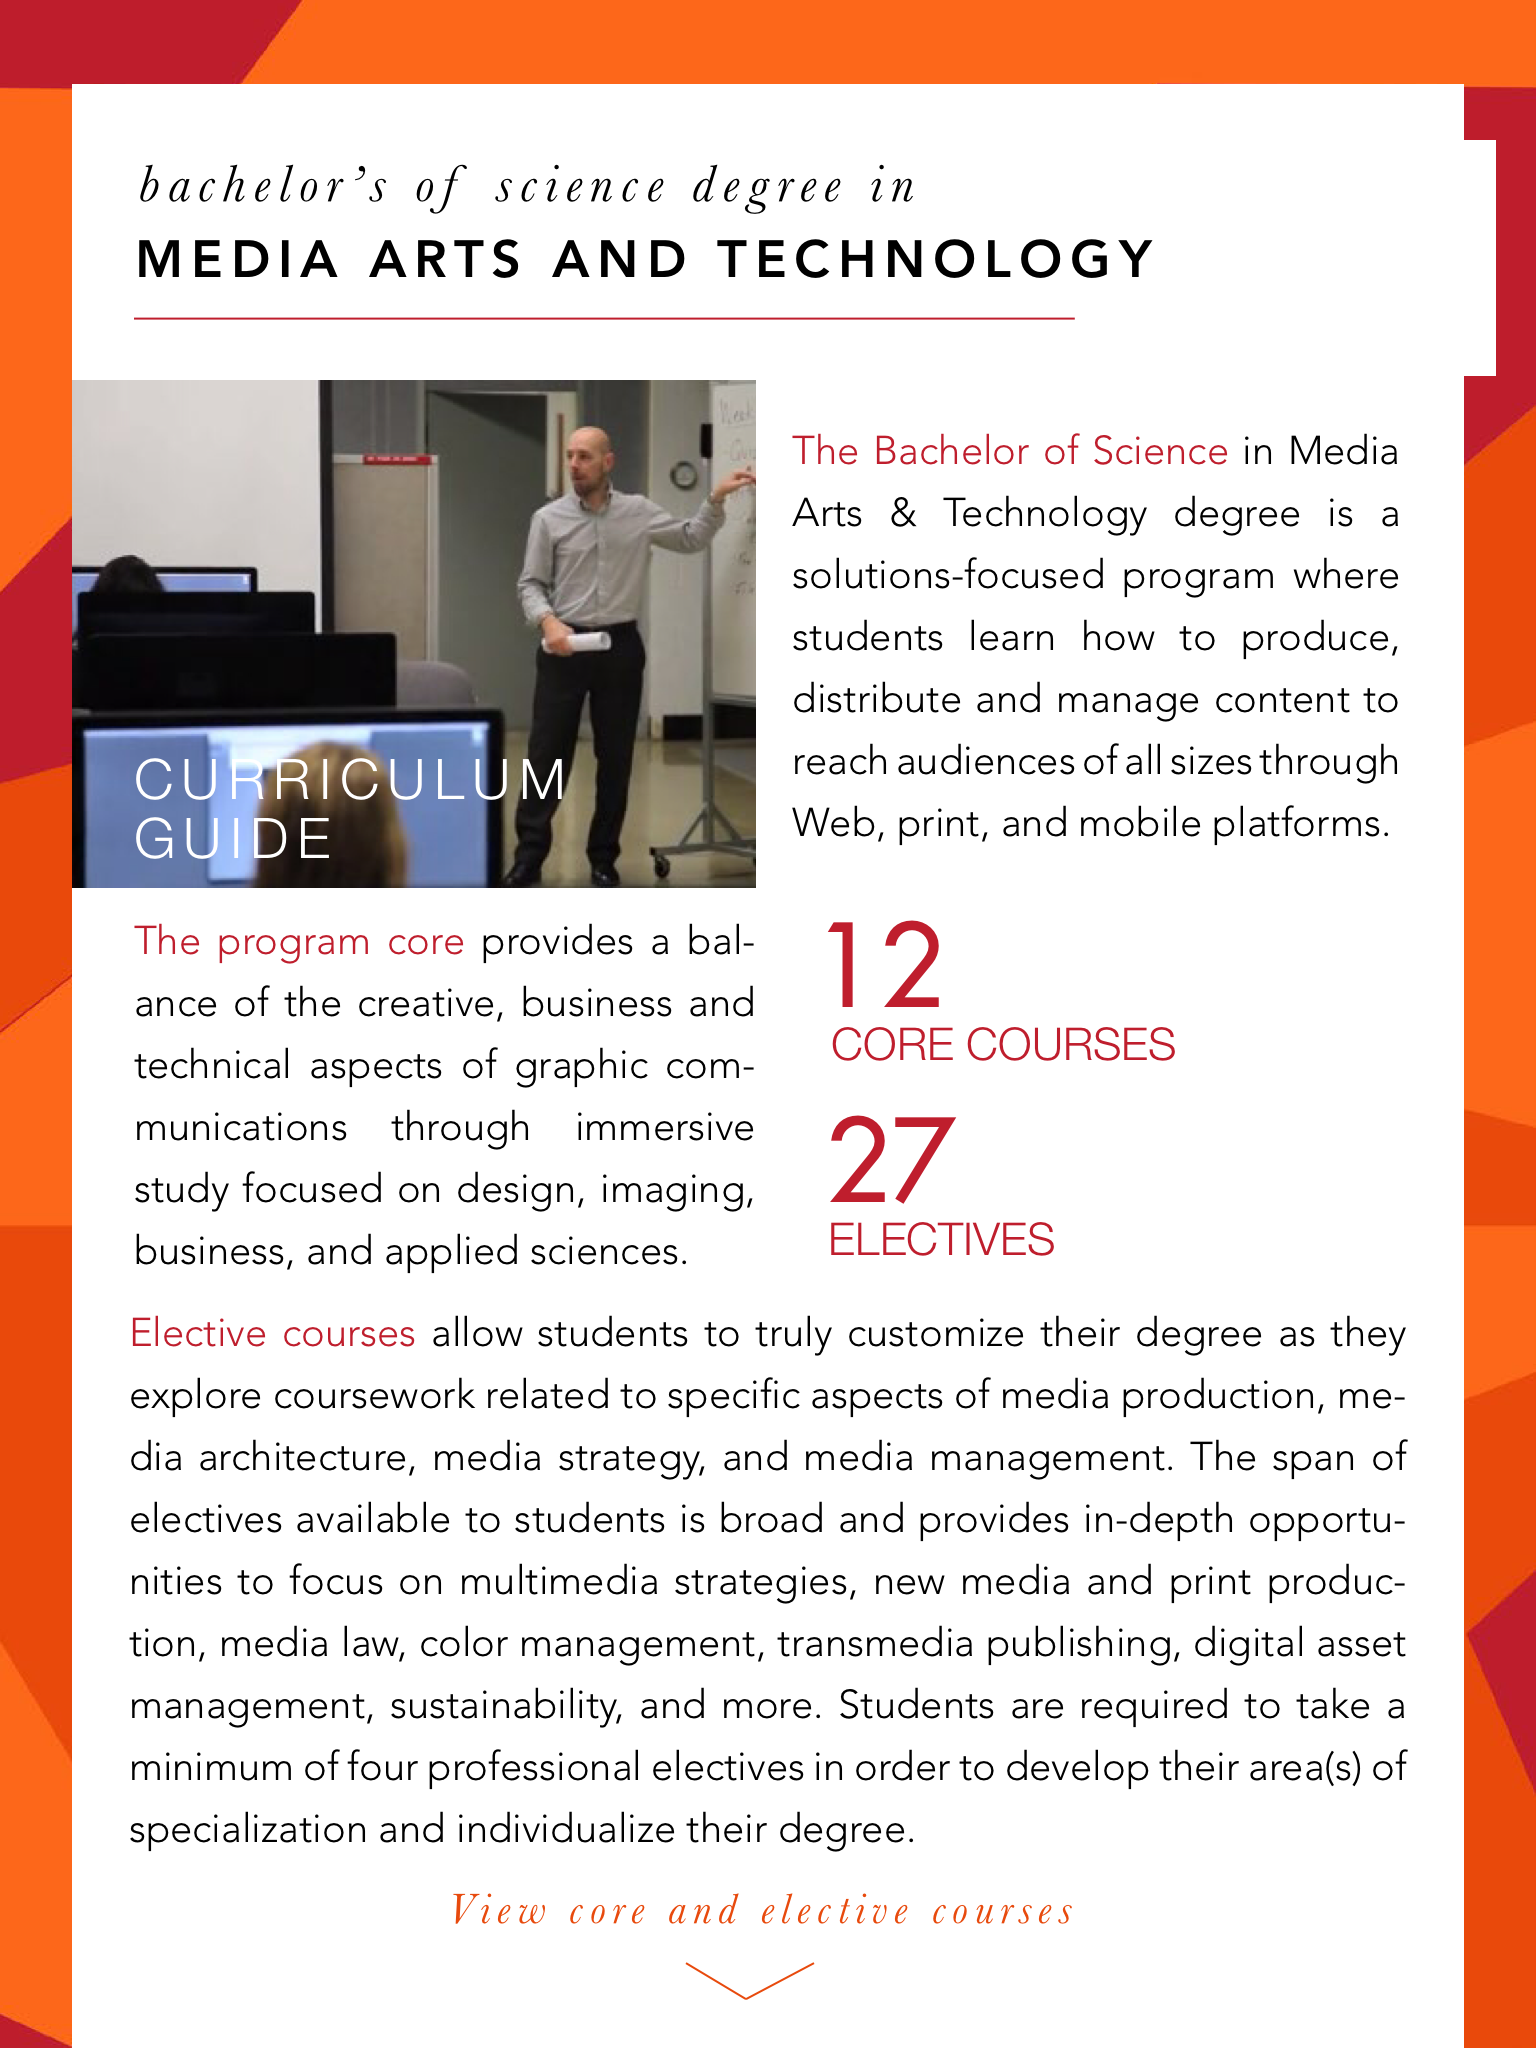 bachelor’s of science degree in
MEDIA ARTS AND TECHNOLOGY
CURRICULUM
GUIDE
The Bachelor of Science in Media
Arts & Technology degree is a
solutions-focused program where
students learn how to produce,
distribute and manage content to
reach audiences of all sizes through
Web, print, and mobile platforms.
The program core provides a bal-
ance of the creative, business and
technical aspects of graphic com-
munications through immersive
study focused on design, imaging,
business, and applied sciences.
12
CORE COURSES
27
ELECTIVES
Elective courses allow students to truly customize their degree as they
explore coursework related to specific aspects of media production, me-
dia architecture, media strategy, and media management. The span of
electives available to students is broad and provides in-depth opportu-
nities to focus on multimedia strategies, new media and print produc-
tion, media law, color management, transmedia publishing, digital asset
management, sustainability, and more. Students are required to take a
minimum of four professional electives in order to develop their area(s) of
specialization and individualize their degree.
View core and elective courses